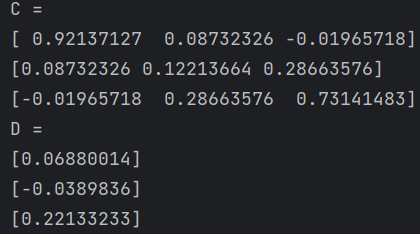 C =
[ 0.92137127  0.08732326 -0.01965718]
[0.08732326 0.12213664 0.28663576]
[-0.01965718  0.28663576  0.73141483]
D =
[0.06880014]
[-0.0389836]
[0.22133233]